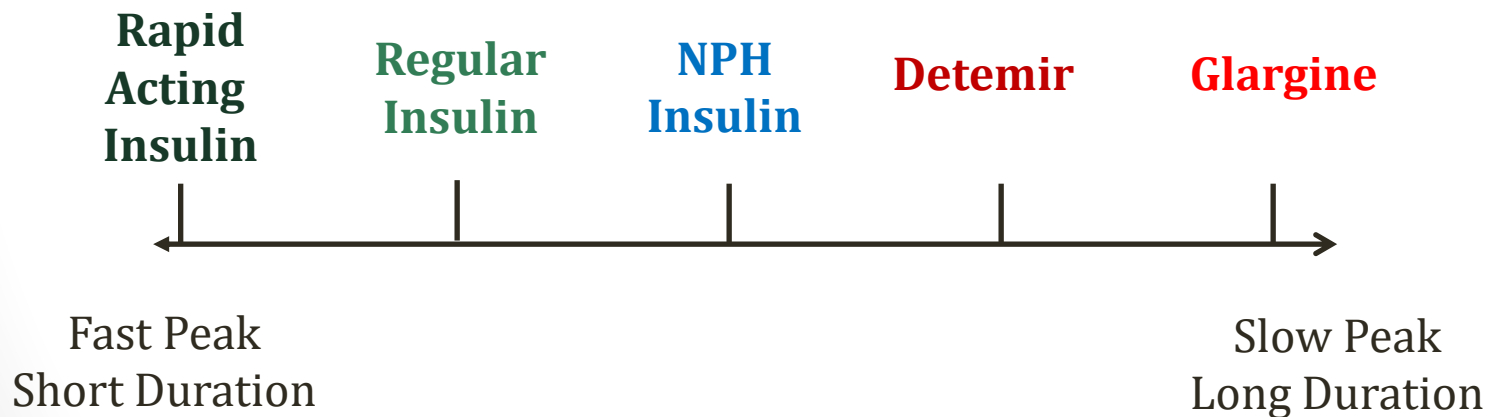 Rapid
Acting
Insulin
Regular
Insulin
NPH
Insulin
Detemir
Glargine
Fast Peak
Short Duration
Slow Peak
Long Duration